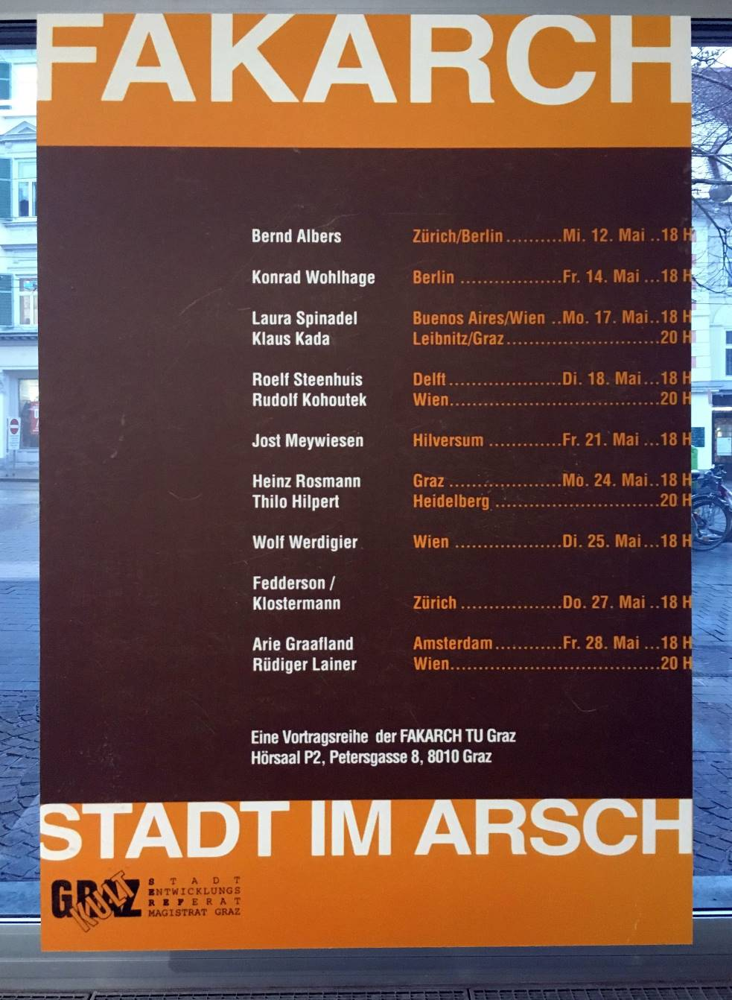 FAKARCH
Bernd Albers Zürich/Berlin ..........Mi. 12. Mai ..18 H
Konrad Wohlhage Berlin ..................Fr. 14. Mai ...18 H
Laura Spinadel Buenos Aires/Wien ..Mo. 17. Mai..18 H
Klaus Kada Leibnitz/Graz...........................20 H
Roelf Steenhuis Delft....................Di. 18. Mai...18 H
Rudolf Kohoutek Wien.....................................20 H
Jost Meywiesen Hilversum .............Fr. 21. Mai ...18 H
Heinz Rosmann Graz ....................Mo. 24. Mai..18 H
Thilo Hilpert Heidelberg .............................20 H
Wolf Werdigier Wien ...................Di. 25. Mai...18 H
Fedderson /
Klostermann Zürich ..................Do. 27. Mai ..18 H
Arie Graafland Amsterdam............Fr. 28. Mai ...18 H
Rüdiger Lainer Wien.....................................20 H
Eine Vortragsreihe der FAKARCH TU Graz
Hörsaal P2, Petersgasse 8, 8010 Graz
STADT IM ARSCH
GRAZ KULT
STADT
ENTWICKLUNGS
REFERAT
MAGISTRAT GRAZ